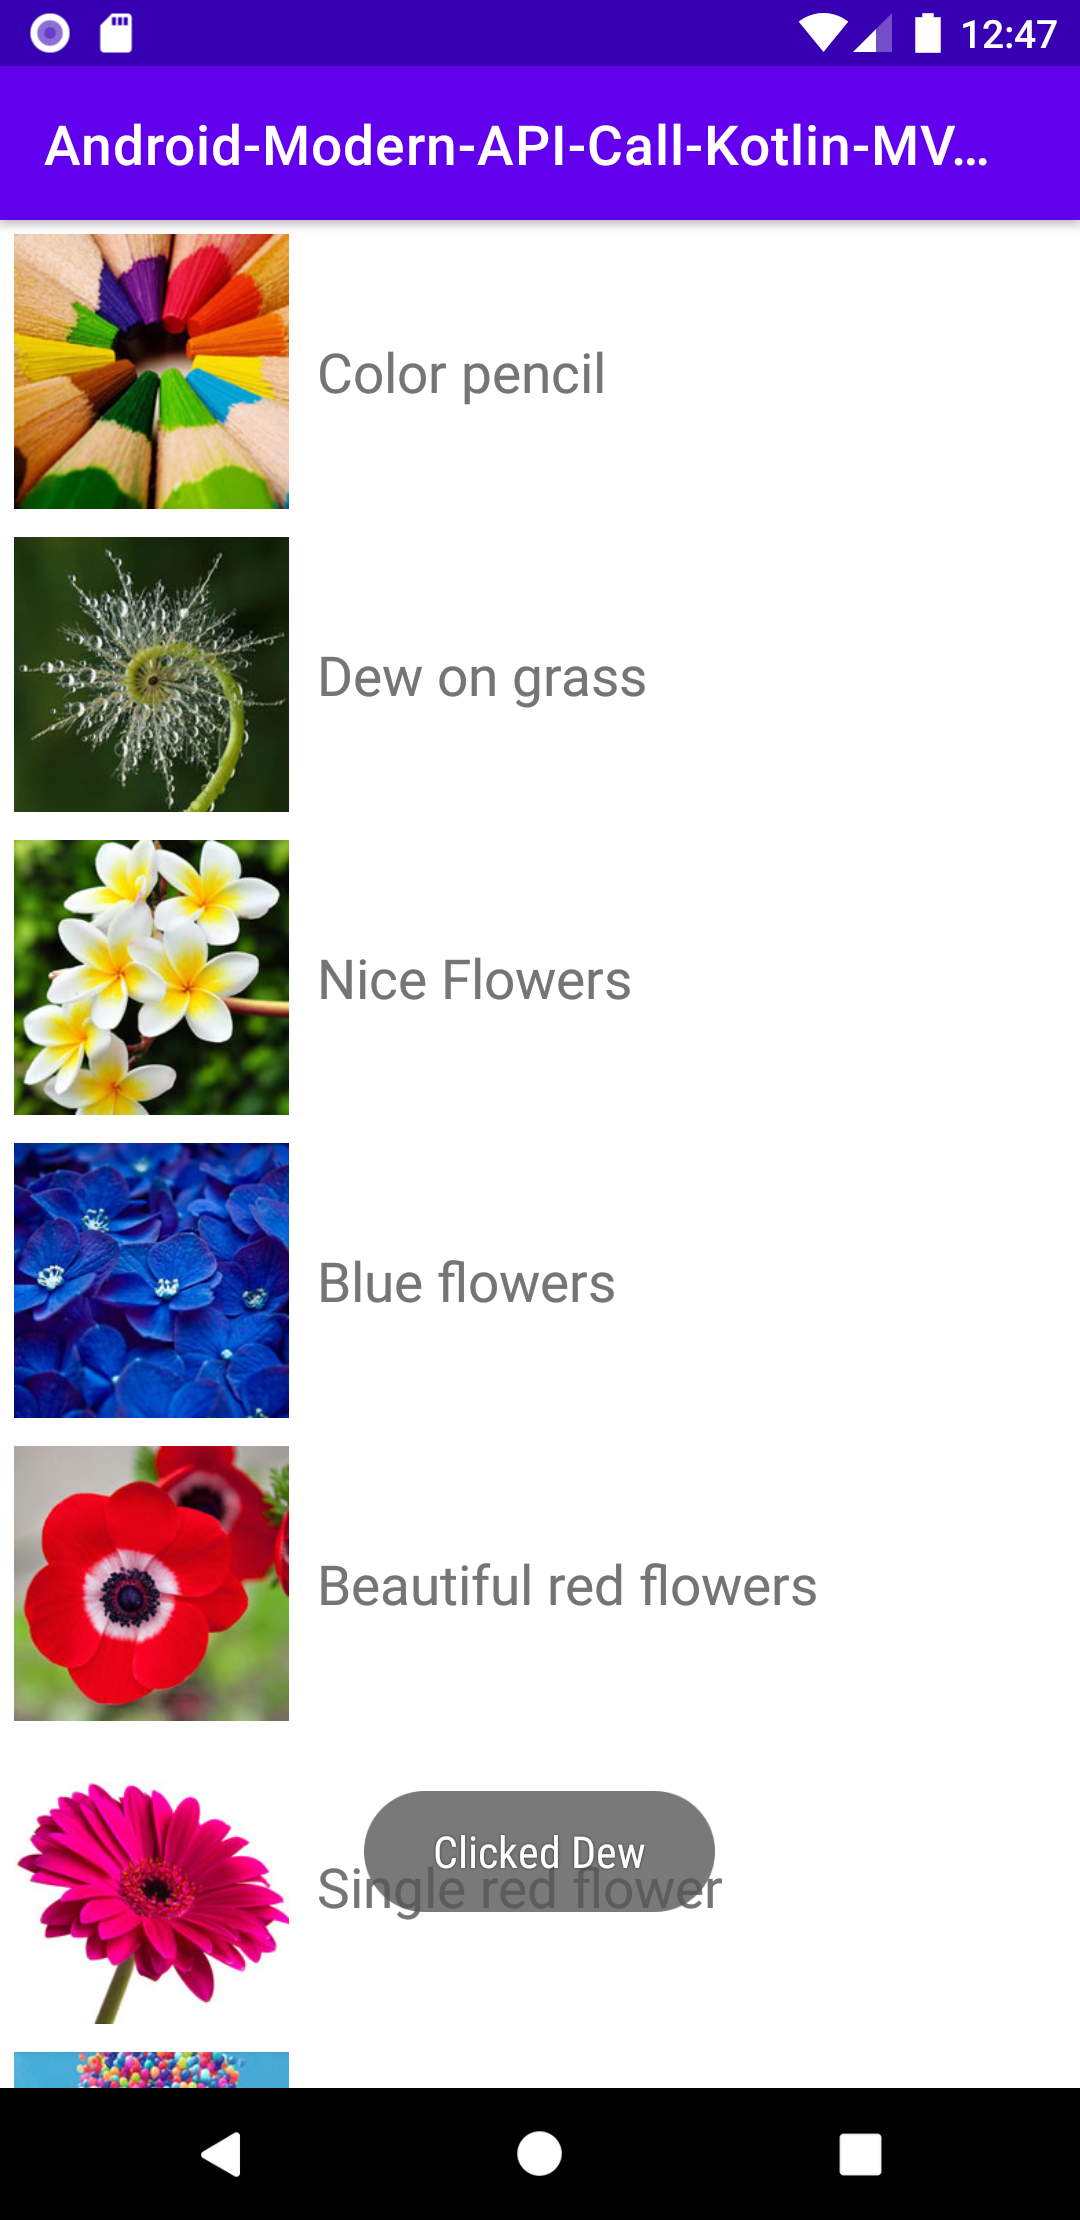 12:47
Android-Modern-API-Call-Kotlin-MV...
Color pencil
Dew on grass
Nice Flowers
Blue flowers
Beautiful red flowers
Clicked Dew
Single red flower